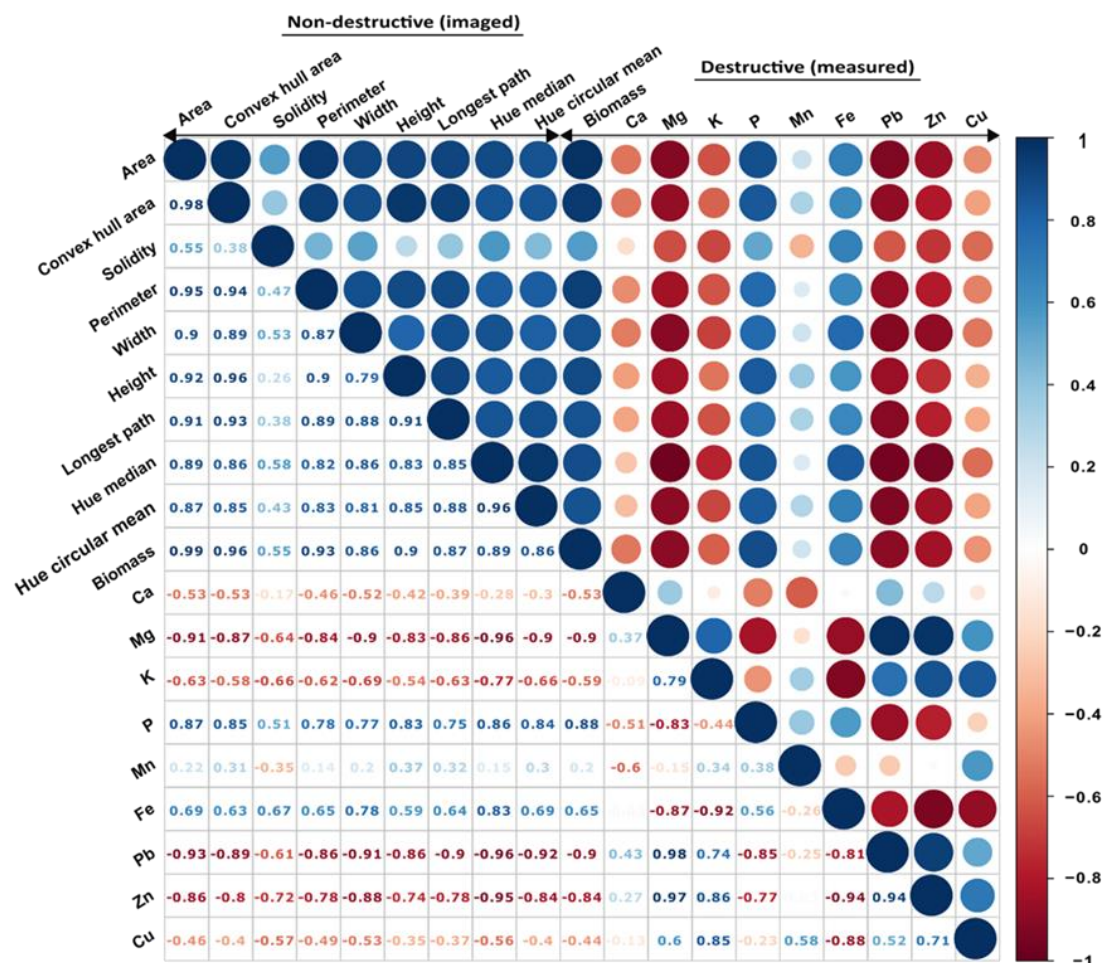 Non-destructive (imaged)
Destructive (measured)
Area Convex hull area Solidity Perimeter Width Height Longest path Hue median Hue circular mean Biomass Ca Mg K P Mn Fe Pb Zn Cu
Area
Convex hull area 0.98
Solidity 0.55 0.38
Perimeter 0.95 0.94 0.47
Width 0.9 0.89 0.53 0.87
Height 0.92 0.96 0.26 0.9 0.79
Longest path 0.91 0.93 0.38 0.89 0.88 0.91
Hue median 0.89 0.86 0.58 0.82 0.86 0.83 0.85
Hue circular mean 0.87 0.85 0.43 0.83 0.81 0.85 0.88 0.96
Biomass 0.99 0.96 0.55 0.93 0.86 0.9 0.87 0.89 0.86
Ca -0.53 -0.53 -0.17 -0.46 -0.52 -0.42 -0.39 -0.28 -0.3 -0.53
Mg -0.91 -0.87 -0.64 -0.84 -0.9 -0.83 -0.86 -0.96 -0.9 -0.9 0.37
K -0.63 -0.58 -0.66 -0.62 -0.69 -0.54 -0.63 -0.77 -0.66 -0.59 -0.09 0.79
P 0.87 0.85 0.51 0.78 0.77 0.83 0.75 0.86 0.84 0.88 -0.51 -0.83 -0.44
Mn 0.22 0.31 -0.35 0.14 0.2 0.37 0.32 0.15 0.3 0.2 -0.6 -0.15 0.34 0.38
Fe 0.69 0.63 0.67 0.65 0.78 0.59 0.64 0.83 0.69 0.65 -0.87 -0.92 0.56 -0.26
Pb -0.93 -0.89 -0.61 -0.86 -0.91 -0.86 -0.9 -0.96 -0.92 -0.9 0.43 0.98 0.74 -0.85 -0.25 -0.81
Zn -0.86 -0.8 -0.72 -0.78 -0.88 -0.74 -0.78 -0.95 -0.84 -0.84 0.27 0.97 0.86 -0.77 -0.94 0.94
Cu -0.46 -0.4 -0.57 -0.49 -0.53 -0.35 -0.37 -0.56 -0.4 -0.44 -0.13 0.6 0.85 -0.23 0.58 -0.88 0.52 0.71
1
0.8
0.6
0.4
0.2
0
-0.2
-0.4
-0.6
-0.8
-1